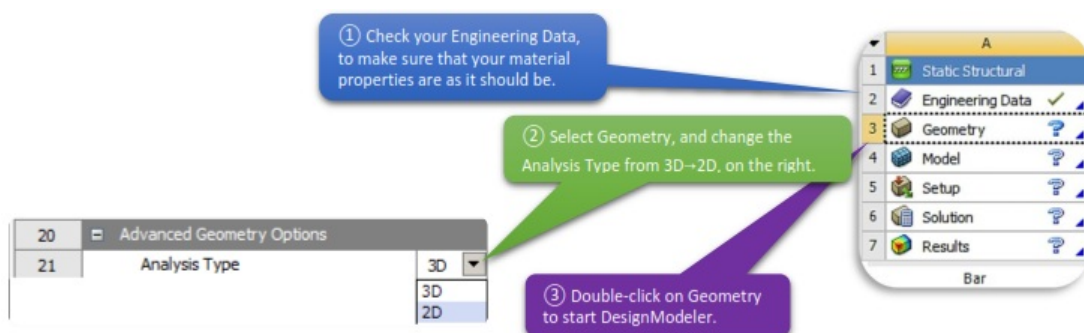 ① Check your Engineering Data,
to make sure that your material
properties are as it should be.
② Select Geometry, and change the
Analysis Type from 3D→2D, on the right.
③ Double-click on Geometry
to start DesignModeler.
20 Advanced Geometry Options
21 Analysis Type 3D
3D
2D
A
1 Static Structural
2 Engineering Data ✓
3 Geometry ?
4 Model ?
5 Setup ?
6 Solution ?
7 Results ?
Bar